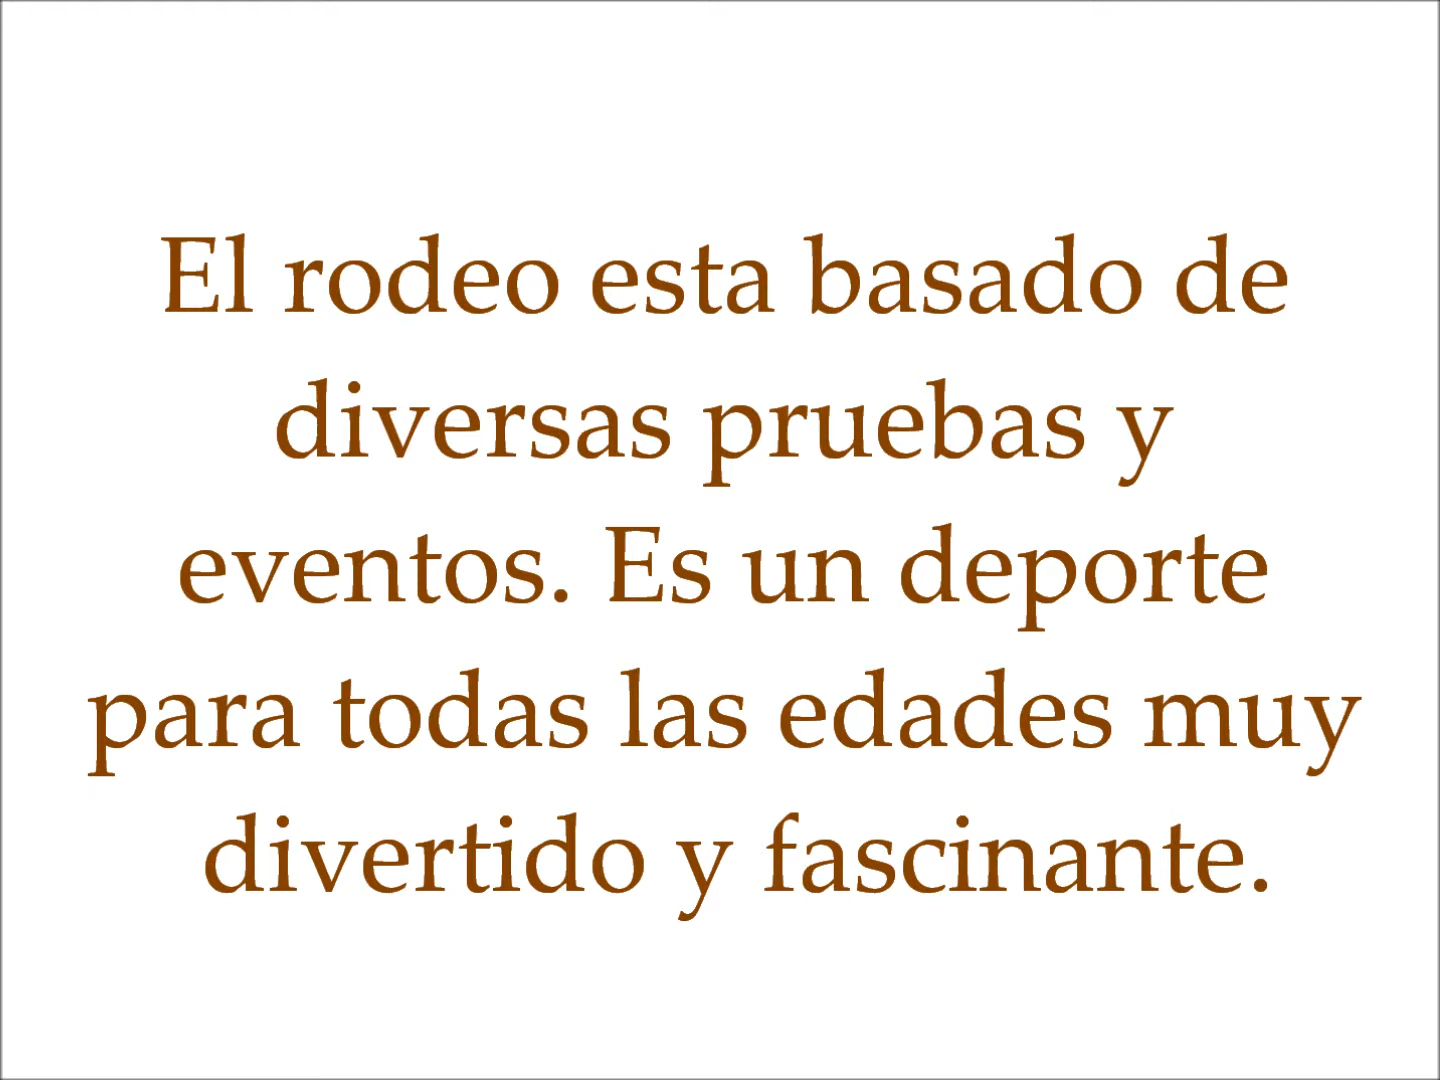 El rodeo esta basado de
diversas pruebas y
eventos. Es un deporte
para todas las edades muy
divertido y fascinante.